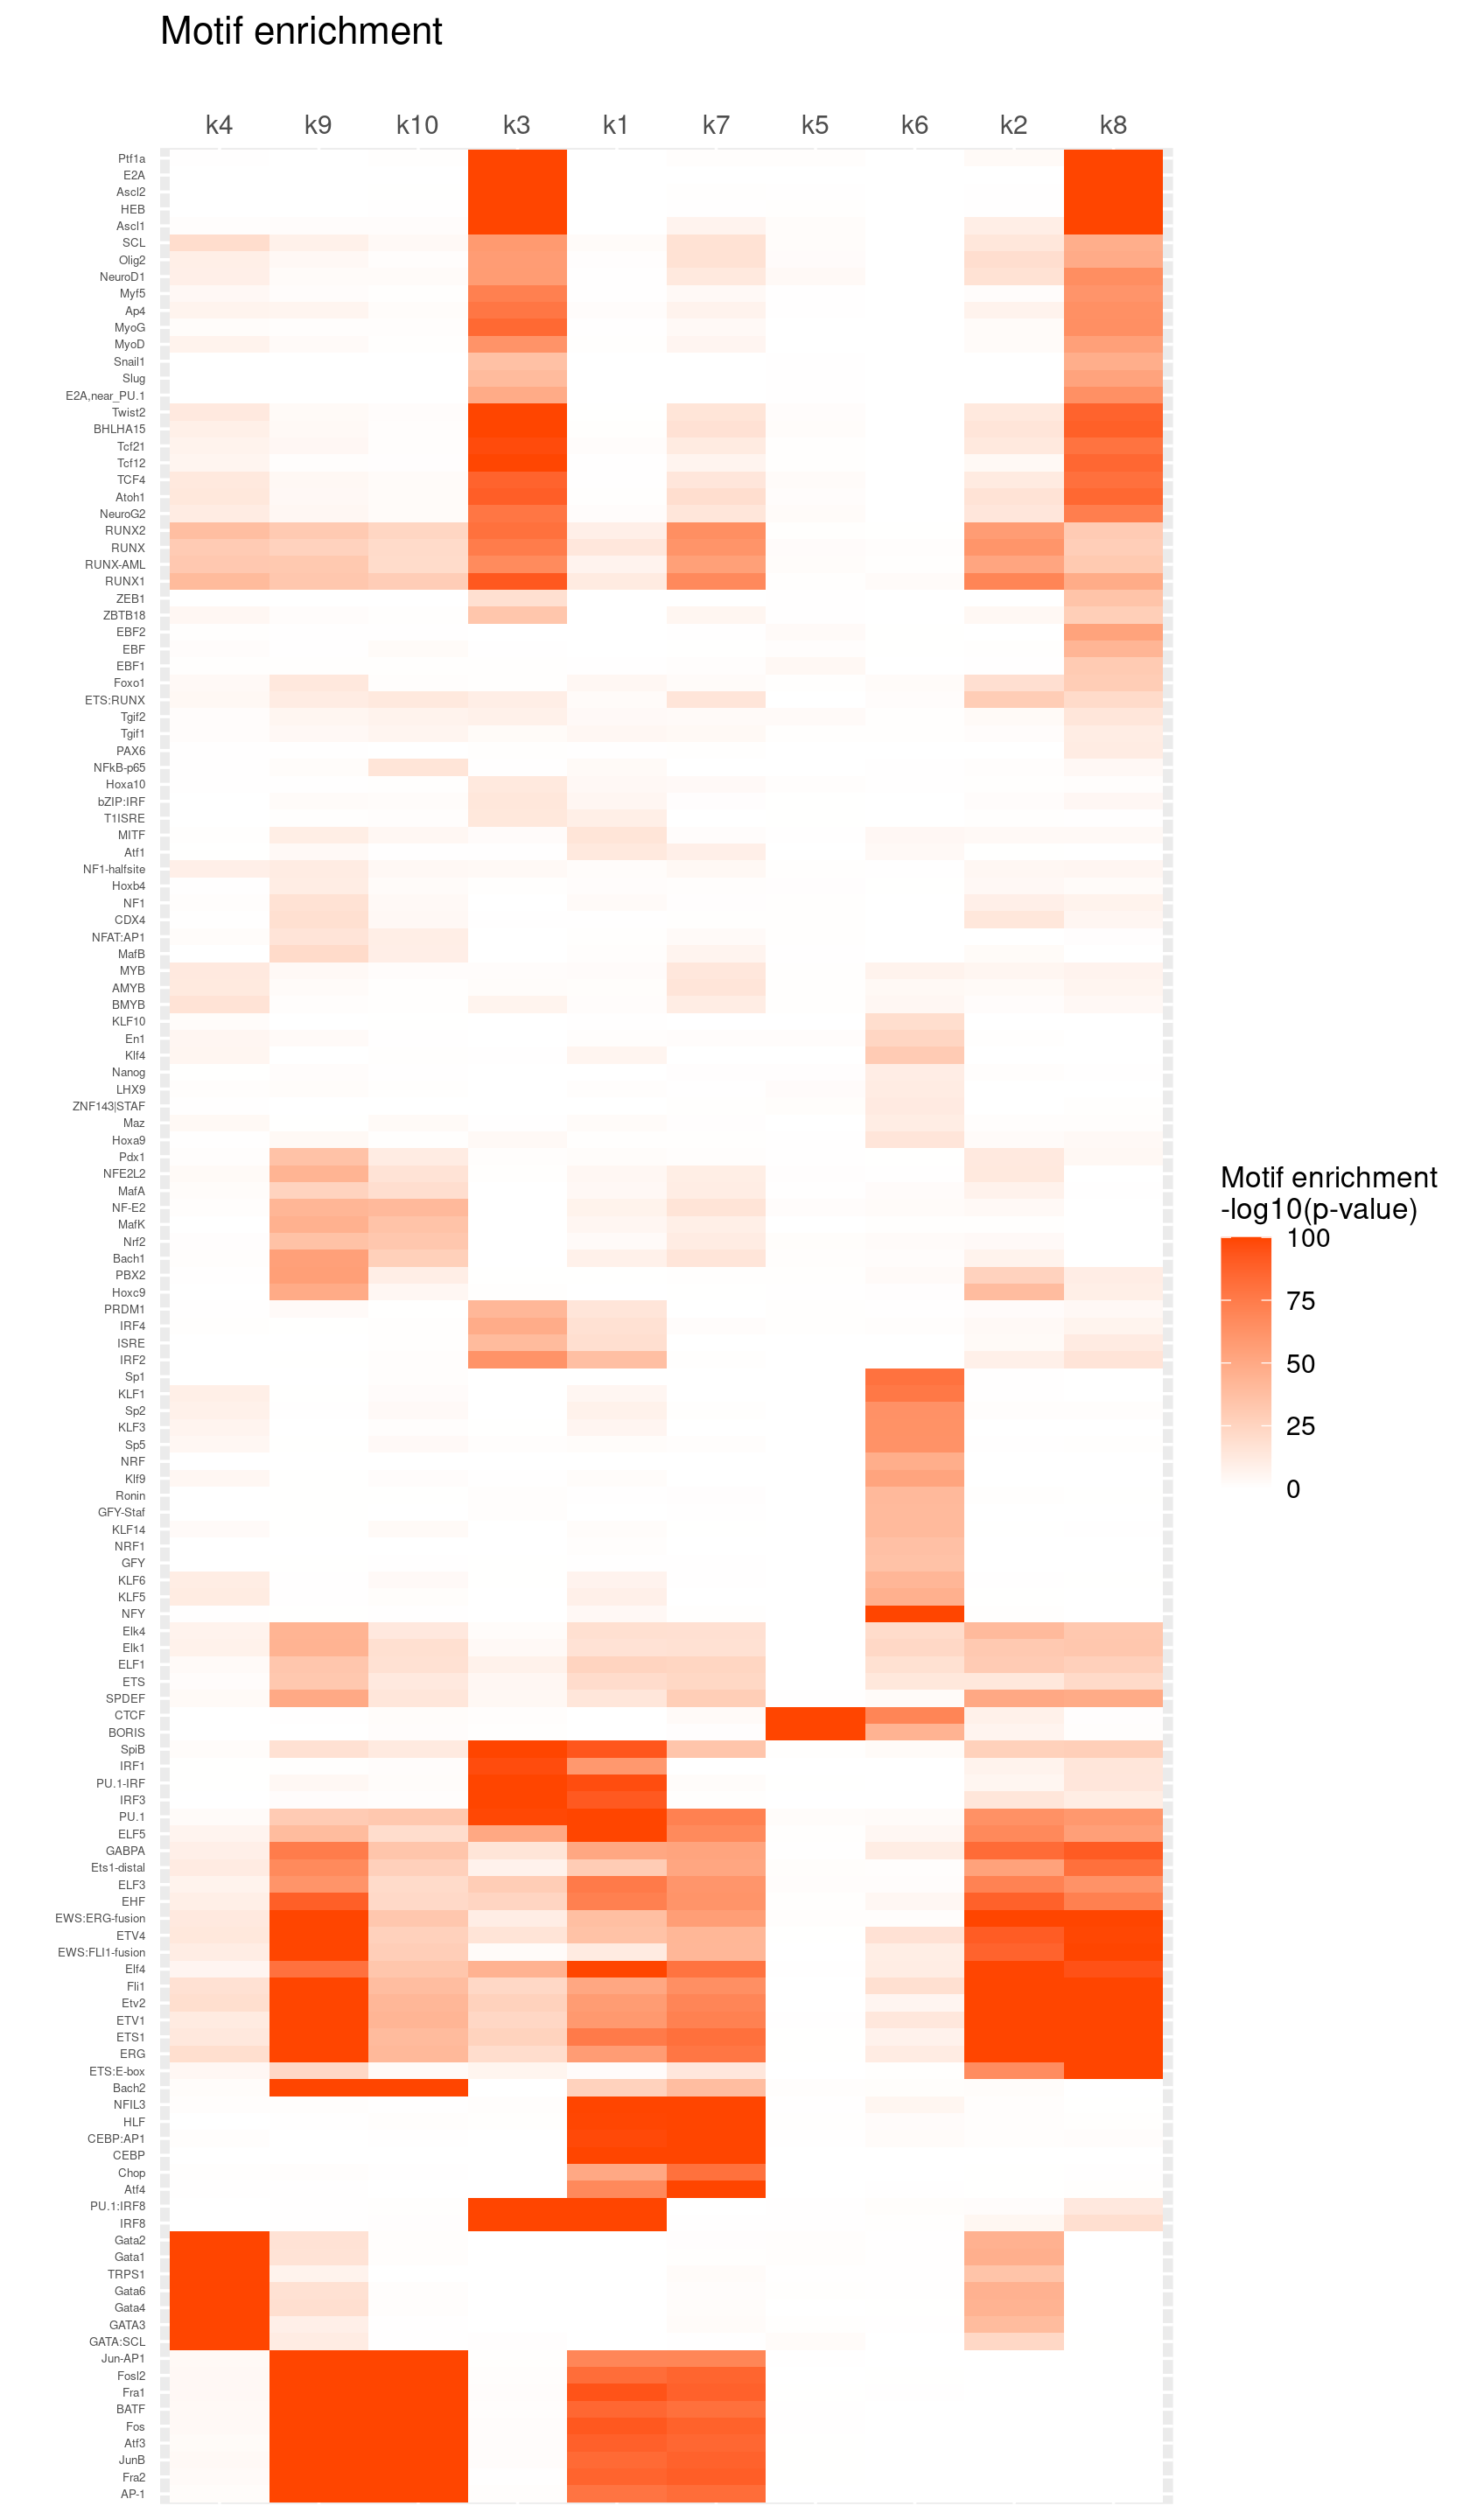 Motif enrichment
k4 k9 k10 k3 k1 k7 k5 k6 k2 k8
Ptf1a
E2A
Ascl2
HEB
Ascl1
SCL
Olig2
NeuroD1
Myf5
Ap4
MyoG
MyoD
Snail1
Slug
E2A,near_PU.1
Twist2
BHLHA15
Tcf21
Tcf12
TCF4
Atoh1
NeuroG2
RUNX2
RUNX
RUNX-AML
RUNX1
ZEB1
ZBTB18
EBF2
EBF
EBF1
Foxo1
ETS:RUNX
Tgif2
Tgif1
PAX6
NFkB-p65
Hoxa10
bZIP:IRF
T1ISRE
MITF
Atf1
NF1-halfsite
Hoxb4
NF1
CDX4
NFAT:AP1
MafB
MYB
AMYB
BMYB
KLF10
En1
Klf4
Nanog
LHX9
ZNF143|STAF
Maz
Hoxa9
Pdx1
NFE2L2
MafA
NF-E2
MafK
Nrf2
Bach1
PBX2
Hoxc9
PRDM1
IRF4
ISRE
IRF2
Sp1
KLF1
Sp2
KLF3
Sp5
NRF
Klf9
Ronin
GFY-Staf
KLF14
NRF1
GFY
KLF6
KLF5
NFY
Elk4
Elk1
ELF1
ETS
SPDEF
CTCF
BORIS
SpiB
IRF1
PU.1-IRF
IRF3
PU.1
ELF5
GABPA
Ets1-distal
ELF3
EHF
EWS:ERG-fusion
ETV4
EWS:FLI1-fusion
Elf4
Fli1
Etv2
ETV1
ETS1
ERG
ETS:E-box
Bach2
NFIL3
HLF
CEBP:AP1
CEBP
Chop
Atf4
PU.1:IRF8
IRF8
Gata2
Gata1
TRPS1
Gata6
Gata4
GATA3
GATA:SCL
Jun-AP1
Fosl2
Fra1
BATF
Fos
Atf3
JunB
Fra2
AP-1
Motif enrichment
-log10(p-value)
100
75
50
25
0